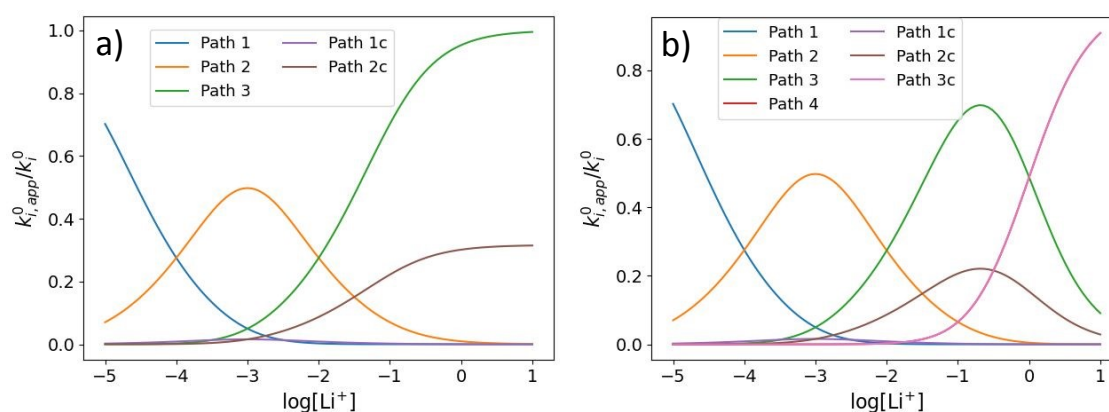 a)
Path 1
Path 2
Path 3
Path 1c
Path 2c
1.0
0.8
0.6
0.4
0.2
0.0
k⁰ᵢ,ₐₚₚ/k⁰ᵢ
−5 −4 −3 −2 −1 0 1
log[Li⁺]
b)
Path 1
Path 2
Path 3
Path 4
Path 1c
Path 2c
Path 3c
0.8
0.6
0.4
0.2
0.0
k⁰ᵢ,ₐₚₚ/k⁰ᵢ
−5 −4 −3 −2 −1 0 1
log[Li⁺]